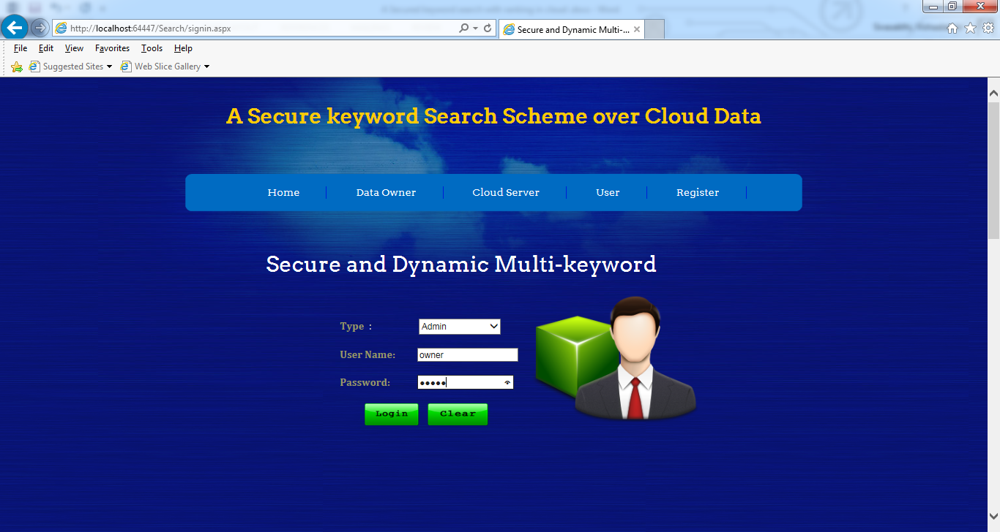 http://localhost:64447/Search/signin.aspx
Secure and Dynamic Multi-...
File Edit View Favorites Tools Help
Suggested Sites Web Slice Gallery
A Secure keyword Search Scheme over Cloud Data
Home Data Owner Cloud Server User Register
Secure and Dynamic Multi-keyword
Type : Admin
User Name: owner
Password: •••••
Login Clear